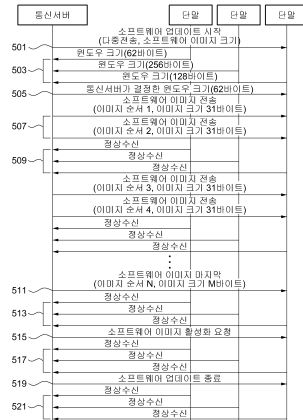 통신서버 단말 단말 단말
소프트웨어 업데이트 시작
(다중전송, 소프트웨어 이미지 크기)
501
윈도우 크기(62바이트)
윈도우 크기(256바이트)
503
윈도우 크기(128바이트)
통신서버가 결정한 윈도우 크기(62바이트)
505
소프트웨어 이미지 전송
(이미지 순서 1, 이미지 크기 31바이트)
507
소프트웨어 이미지 전송
(이미지 순서 2, 이미지 크기 31바이트)
정상수신
정상수신
509
정상수신
소프트웨어 이미지 전송
(이미지 순서 3, 이미지 크기 31바이트)
소프트웨어 이미지 전송
(이미지 순서 4, 이미지 크기 31바이트)
정상수신
정상수신
정상수신
소프트웨어 이미지 마지막
(이미지 순서 N, 이미지 크기 M바이트)
511
정상수신
정상수신
513
정상수신
소프트웨어 이미지 활성화 요청
515
정상수신
정상수신
517
정상수신
소프트웨어 업데이트 종료
519
정상수신
정상수신
521
정상수신